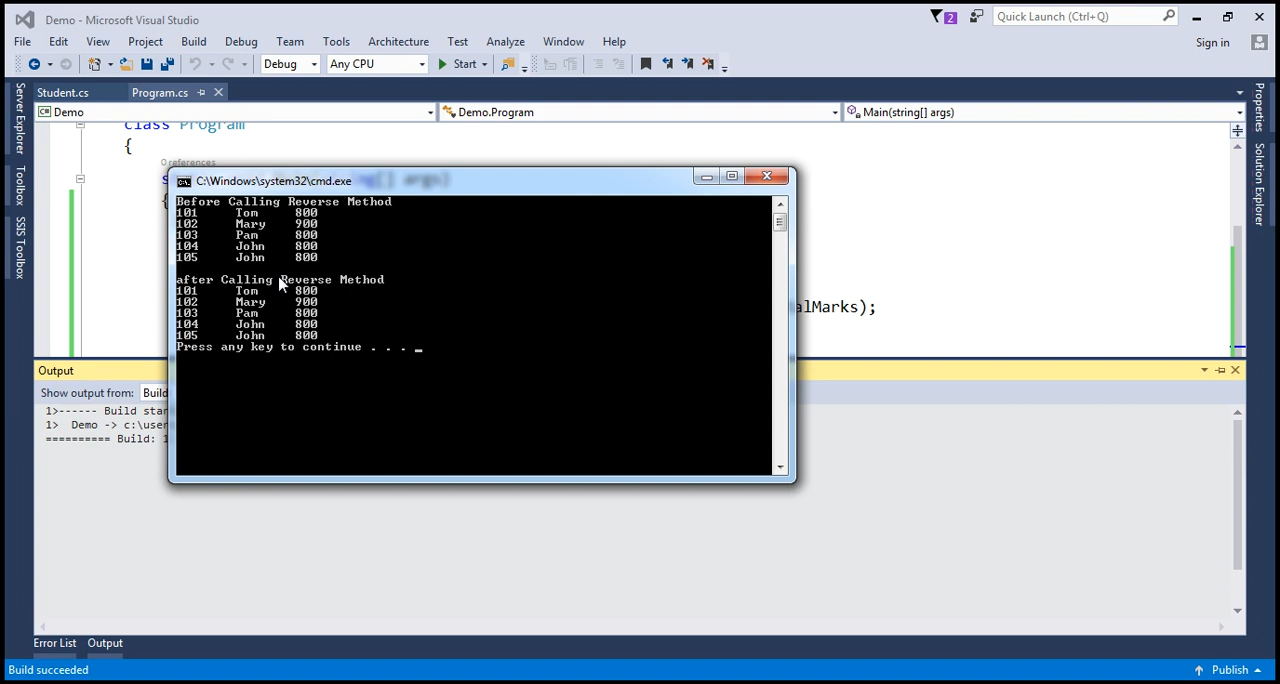 Demo - Microsoft Visual Studio
2
Quick Launch (Ctrl+Q)
File Edit View Project Build Debug Team Tools Architecture Test Analyze Window Help
Sign in
Debug Any CPU Start
Student.cs Program.cs
Demo Demo.Program Main(string[] args)
Server Explorer
Toolbox
SSIS Toolbox
Properties
Solution Explorer
class Program
{
0 references
args)
{
alMarks);
C:\Windows\system32\cmd.exe
Before Calling Reverse Method
101 Tom 800
102 Mary 900
103 Pam 800
104 John 800
105 John 800
after Calling Reverse Method
101 Tom 800
102 Mary 900
103 Pam 800
104 John 800
105 John 800
Press any key to continue . . . _
Output
Show output from: Build
1>------ Build star
1> Demo -> c:\user
========== Build: 1
Error List Output
Build succeeded
Publish